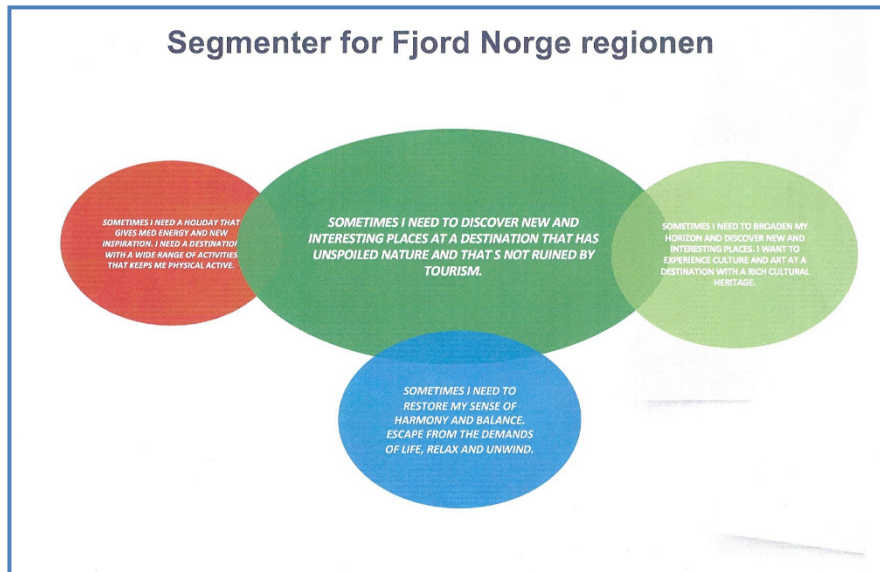 Segmenter for Fjord Norge regionen
SOMETIMES I NEED A HOLIDAY THAT
GIVES MED ENERGY AND NEW
INSPIRATION. I NEED A DESTINATION
WITH A WIDE RANGE OF ACTIVITIES
THAT KEEPS ME PHYSICAL ACTIVE.
SOMETIMES I NEED TO DISCOVER NEW AND
INTERESTING PLACES AT A DESTINATION THAT HAS
UNSPOILED NATURE AND THAT S NOT RUINED BY
TOURISM.
SOMETIMES I NEED TO BROADEN MY
HORIZON AND DISCOVER NEW AND
INTERESTING PLACES. I WANT TO
EXPERIENCE CULTURE AND ART AT A
DESTINATION WITH A RICH CULTURAL
HERITAGE.
SOMETIMES I NEED TO
RESTORE MY SENSE OF
HARMONY AND BALANCE.
ESCAPE FROM THE DEMANDS
OF LIFE, RELAX AND UNWIND.